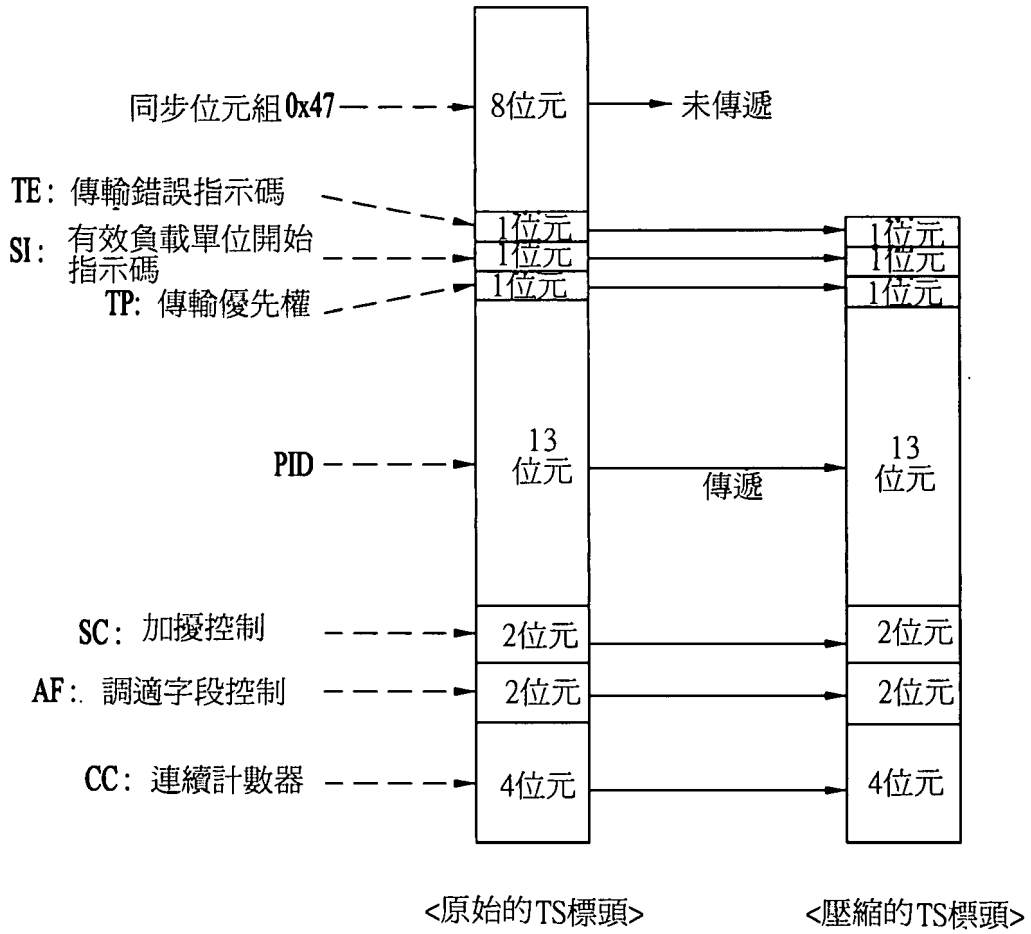 同步位元組0x47
8位元
未傳遞
TE: 傳輸錯誤指示碼
1位元
1位元
SI: 有效負載單位開始
指示碼
1位元
1位元
TP: 傳輸優先權
1位元
1位元
PID
13
位元
傳遞
13
位元
SC: 加擾控制
2位元
2位元
AF: 調適字段控制
2位元
2位元
CC: 連續計數器
4位元
4位元
<原始的TS標頭>
<壓縮的TS標頭>